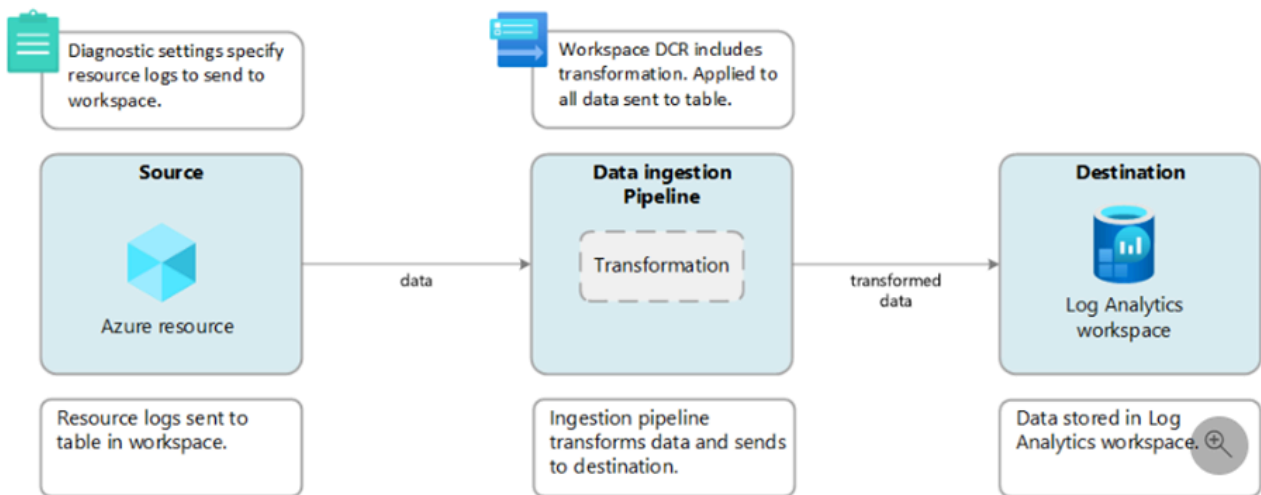 Diagnostic settings specify
resource logs to send to
workspace.
Workspace DCR includes
transformation. Applied to
all data sent to table.
Source
Azure resource
data
Data ingestion
Pipeline
Transformation
transformed
data
Destination
Log Analytics
workspace
Resource logs sent to
table in workspace.
Ingestion pipeline
transforms data and sends
to destination.
Data stored in Log
Analytics workspace.